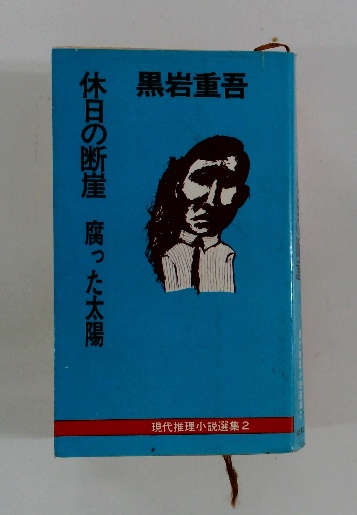 黒岩重吾
休日の断崖
腐った太陽
現代推理小説選集2